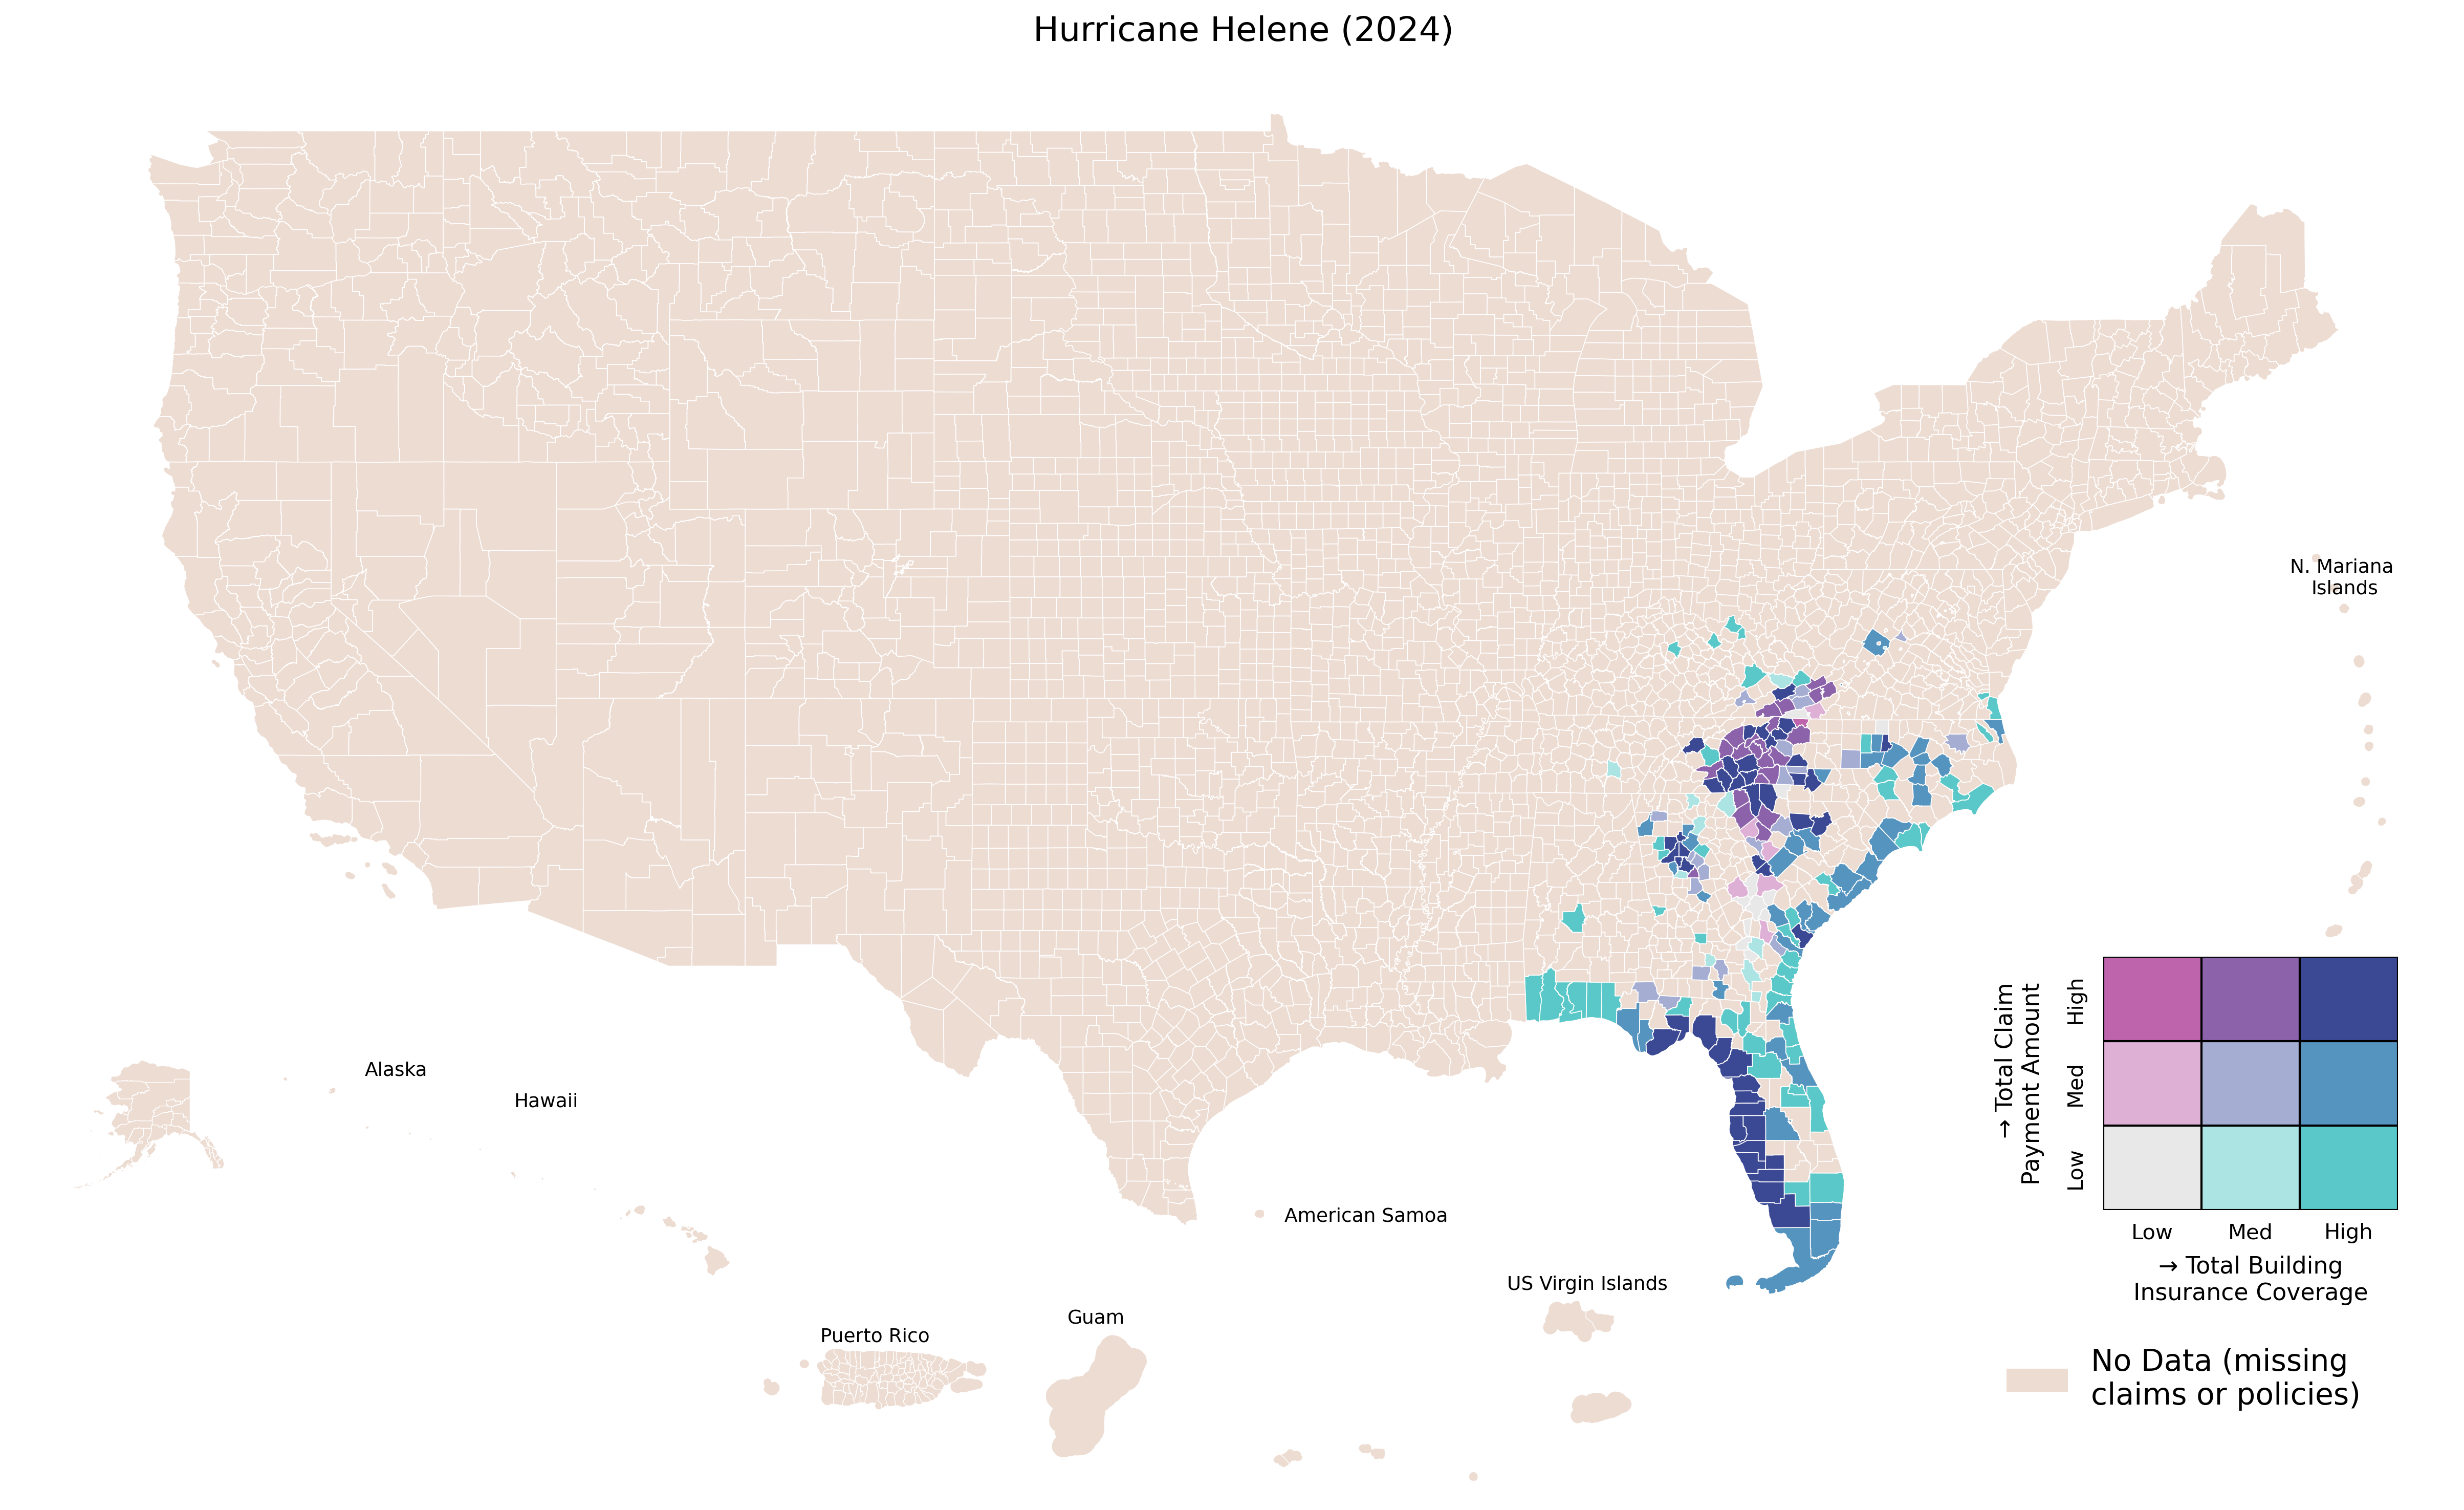 Hurricane Helene (2024)
N. Mariana
Islands
Alaska
Hawaii
American Samoa
US Virgin Islands
Guam
Puerto Rico
→ Total Claim
Payment Amount
High
Med
Low
Low
Med
High
→ Total Building
Insurance Coverage
No Data (missing
claims or policies)